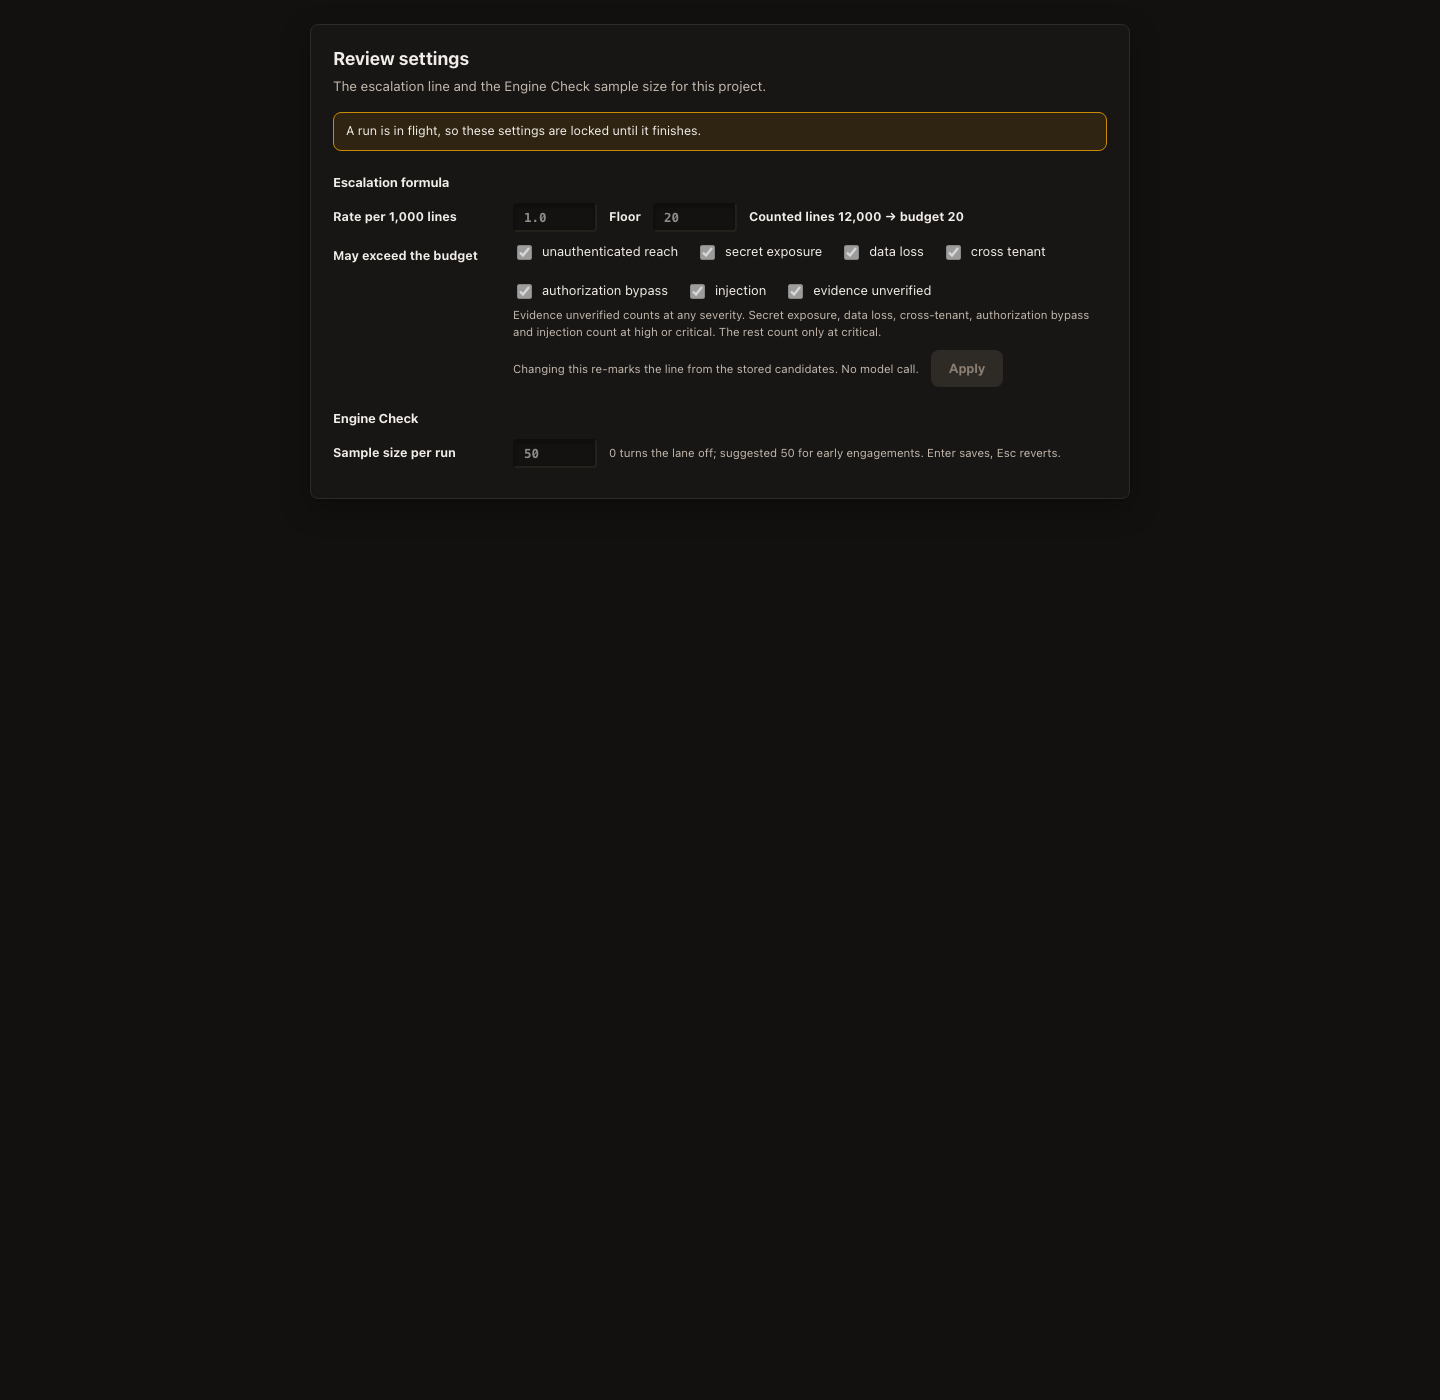 Review settings
The escalation line and the Engine Check sample size for this project.
A run is in flight, so these settings are locked until it finishes.
Escalation formula
Rate per 1,000 lines 1.0 Floor 20 Counted lines 12,000 → budget 20
May exceed the budget unauthenticated reach secret exposure data loss cross tenant
authorization bypass injection evidence unverified
Evidence unverified counts at any severity. Secret exposure, data loss, cross-tenant, authorization bypass
and injection count at high or critical. The rest count only at critical.
Changing this re-marks the line from the stored candidates. No model call. Apply
Engine Check
Sample size per run 50 0 turns the lane off; suggested 50 for early engagements. Enter saves, Esc reverts.